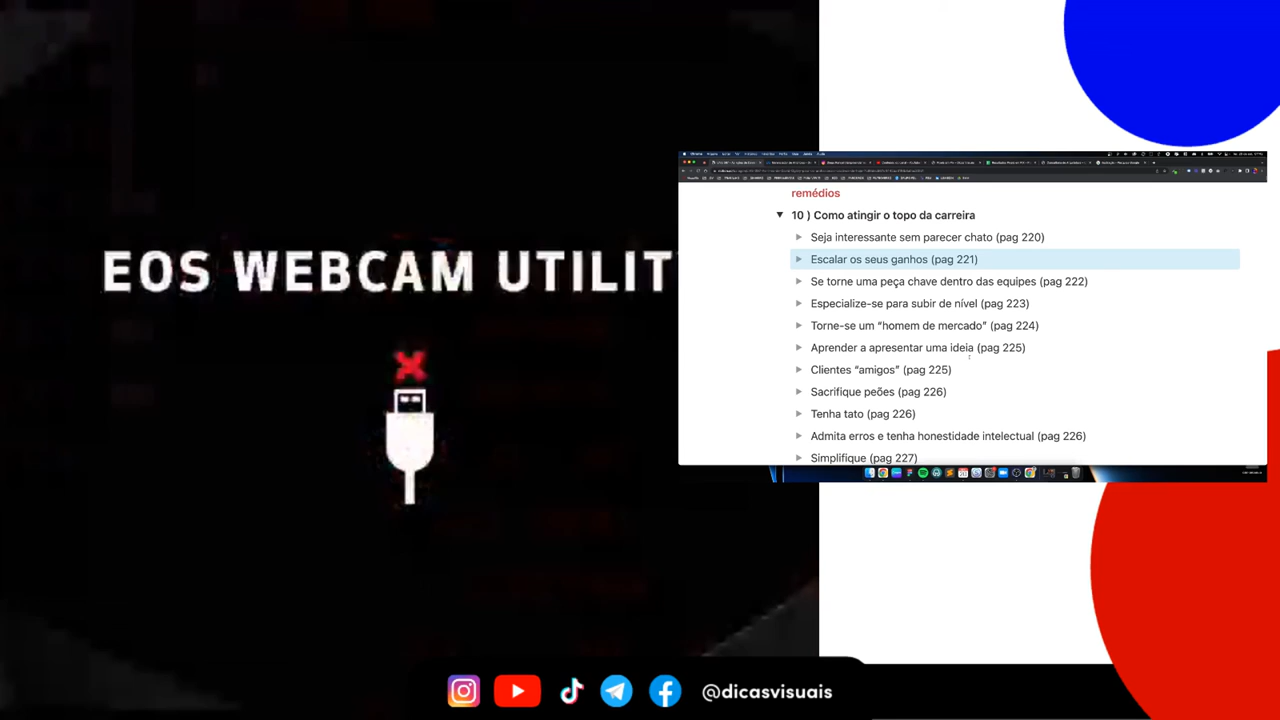 EOS WEBCAM UTILIT
remédios
10 ) Como atingir o topo da carreira
Seja interessante sem parecer chato (pag 220)
Escalar os seus ganhos (pag 221)
Se torne uma peça chave dentro das equipes (pag 222)
Especialize-se para subir de nível (pag 223)
Torne-se um “homem de mercado” (pag 224)
Aprender a apresentar uma ideia (pag 225)
Clientes “amigos” (pag 225)
Sacrifique peões (pag 226)
Tenha tato (pag 226)
Admita erros e tenha honestidade intelectual (pag 226)
Simplifique (pag 227)
@dicasvisuais